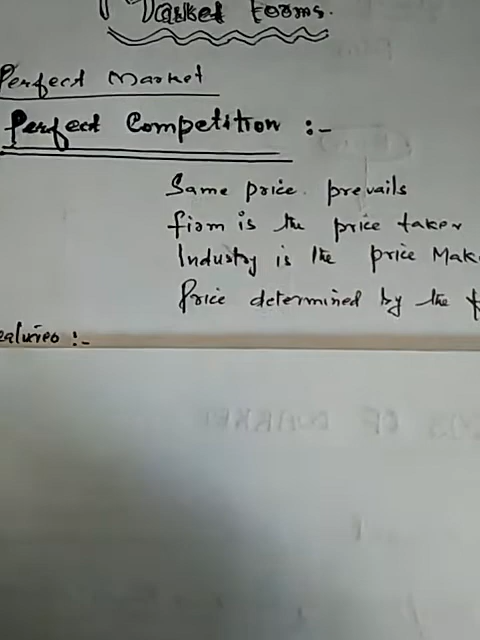 Market forms.
Perfect Market
Perfect Competition :-
Same price prevails
firm is the price taker
Industry is the price Mak
Price determined by the f
eatures :-